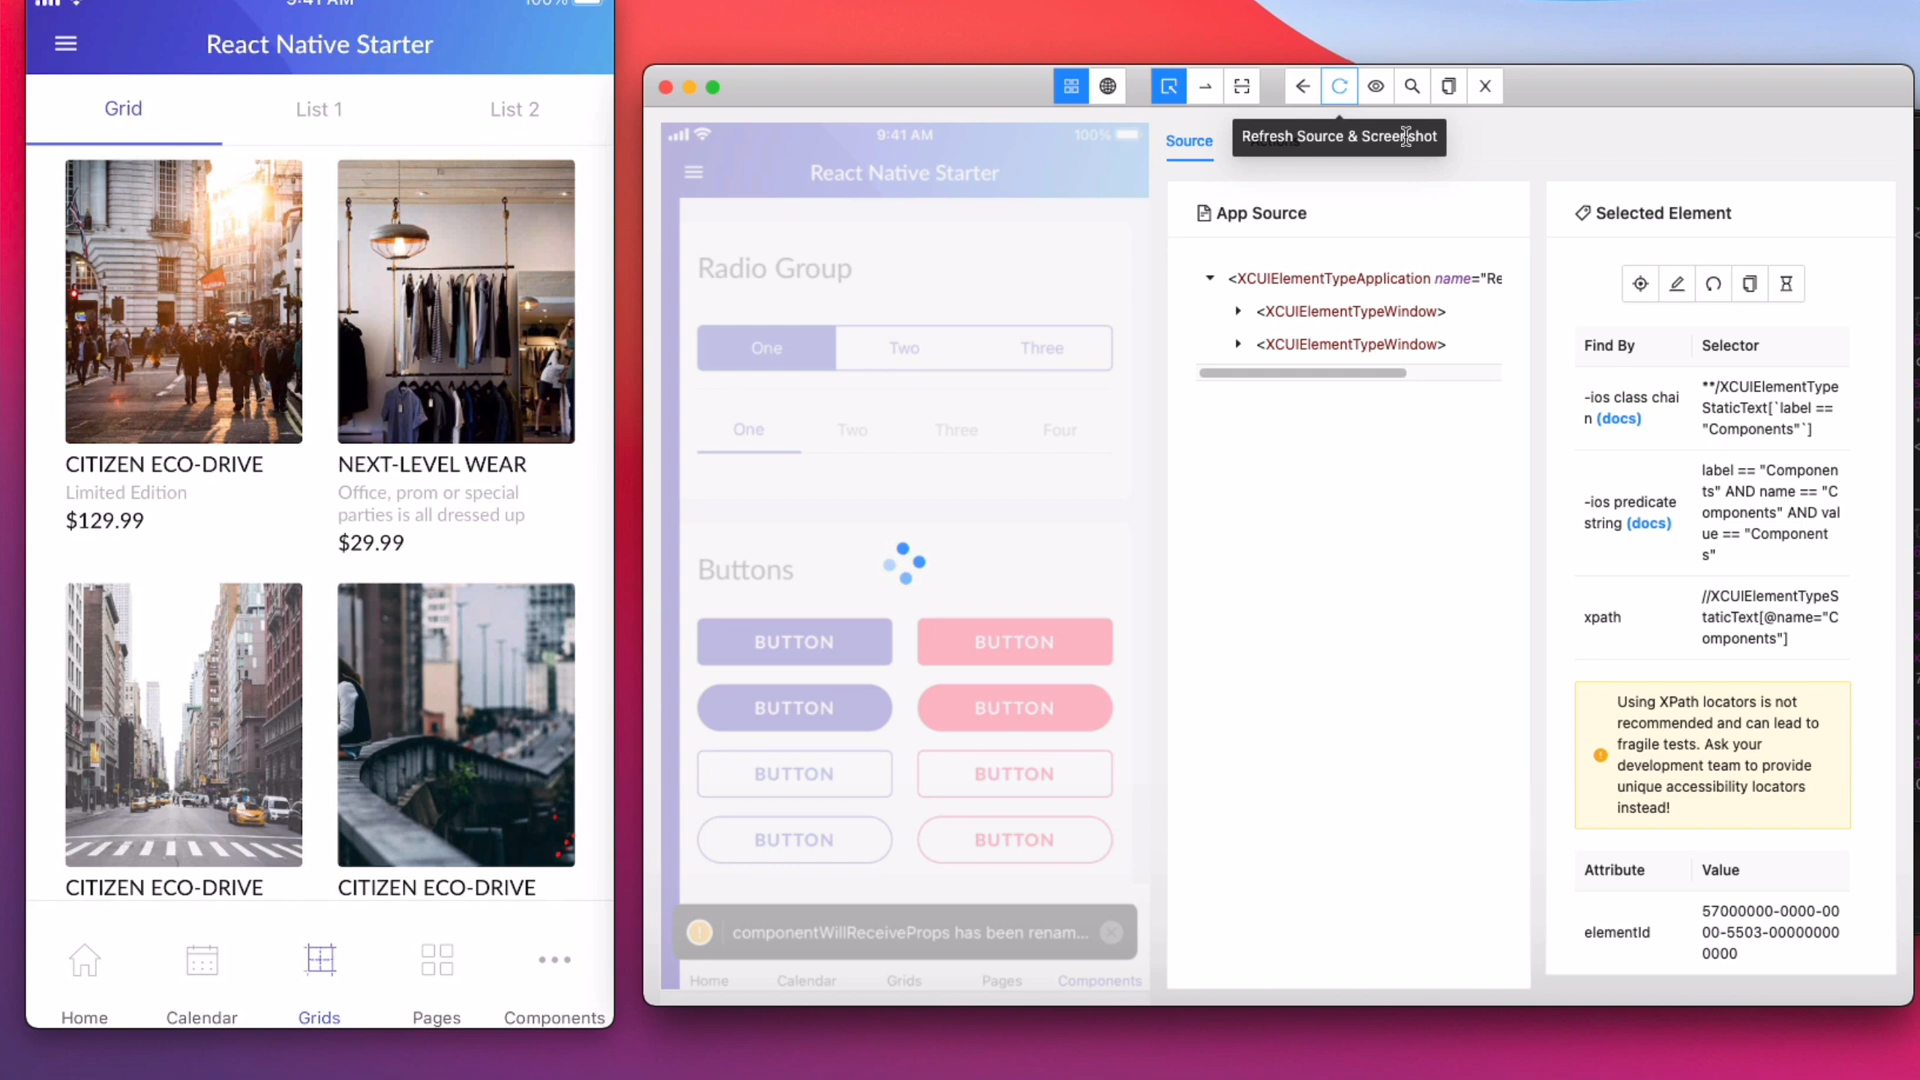 9:41 AM
100%
React Native Starter
Grid
List 1
List 2
CITIZEN ECO-DRIVE
Limited Edition
$129.99
NEXT-LEVEL WEAR
Office, prom or special
parties is all dressed up
$29.99
CITIZEN ECO-DRIVE
CITIZEN ECO-DRIVE
Home
Calendar
Grids
Pages
Components
9:41 AM
100%
React Native Starter
Radio Group
One
Two
Three
One
Two
Three
Four
Buttons
BUTTON
BUTTON
BUTTON
BUTTON
BUTTON
BUTTON
BUTTON
BUTTON
componentWillReceiveProps has been renam...
Home
Calendar
Grids
Pages
Components
Source
Actions
Refresh Source & Screenshot
App Source
<XCUIElementTypeApplication name="Re
<XCUIElementTypeWindow>
<XCUIElementTypeWindow>
Selected Element
Find By
Selector
-ios class chai
n (docs)
**/XCUIElementType
StaticText[`label ==
"Components"`]
-ios predicate
string (docs)
label == "Componen
ts" AND name == "C
omponents" AND val
ue == "Component
s"
xpath
//XCUIElementTypeS
taticText[@name="C
omponents"]
Using XPath locators is not
recommended and can lead to
fragile tests. Ask your
development team to provide
unique accessibility locators
instead!
Attribute
Value
elementId
57000000-0000-00
00-5503-00000000
0000